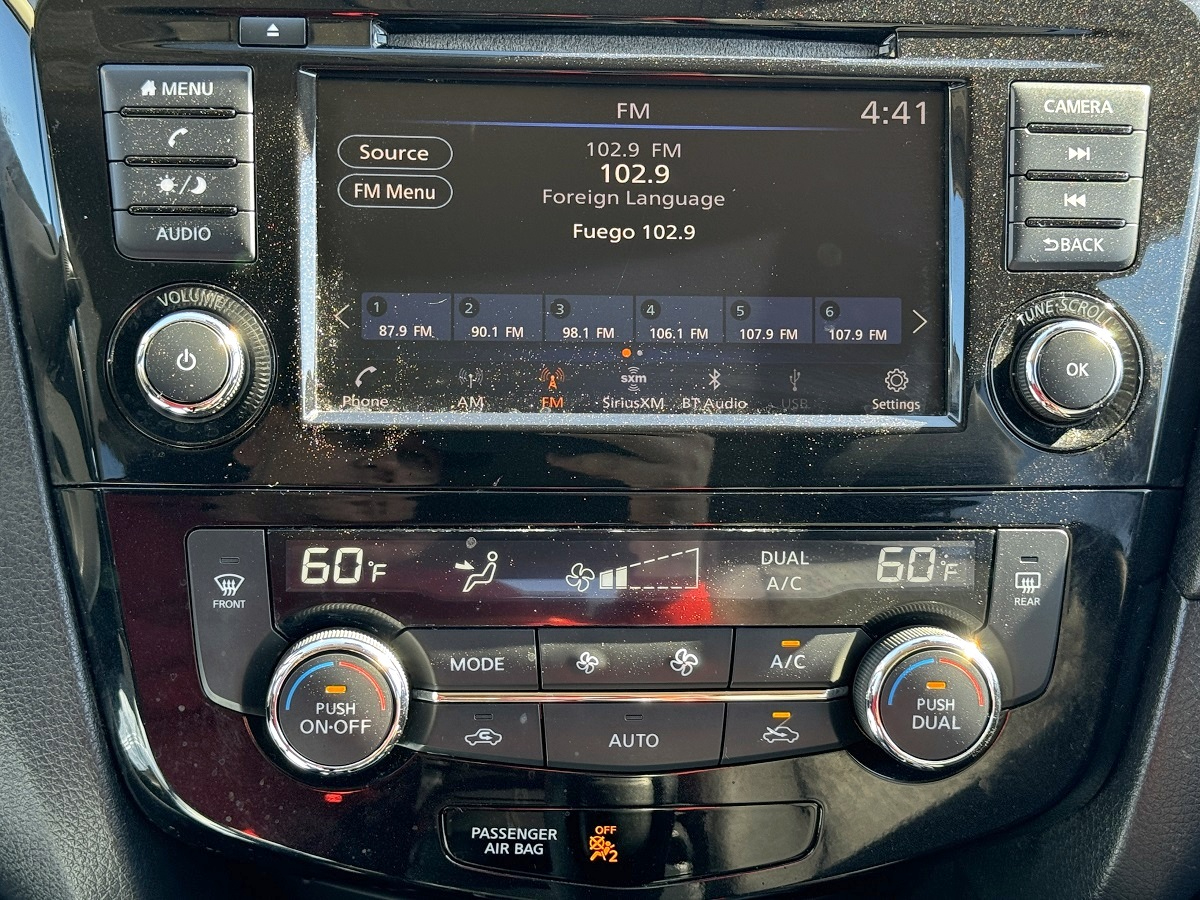 MENU
AUDIO
VOLUME
FM
4:41
Source
FM Menu
102.9 FM
102.9
Foreign Language
Fuego 102.9
1
87.9 FM
2
90.1 FM
3
98.1 FM
4
106.1 FM
5
107.9 FM
6
107.9 FM
Phone
AM
FM
sxm
SiriusXM
BT Audio
USB
Settings
CAMERA
BACK
TUNE·SCROLL
OK
FRONT
60°F
DUAL
A/C
60°F
REAR
MODE
A/C
PUSH
ON·OFF
AUTO
PUSH
DUAL
PASSENGER
AIR BAG
OFF
2